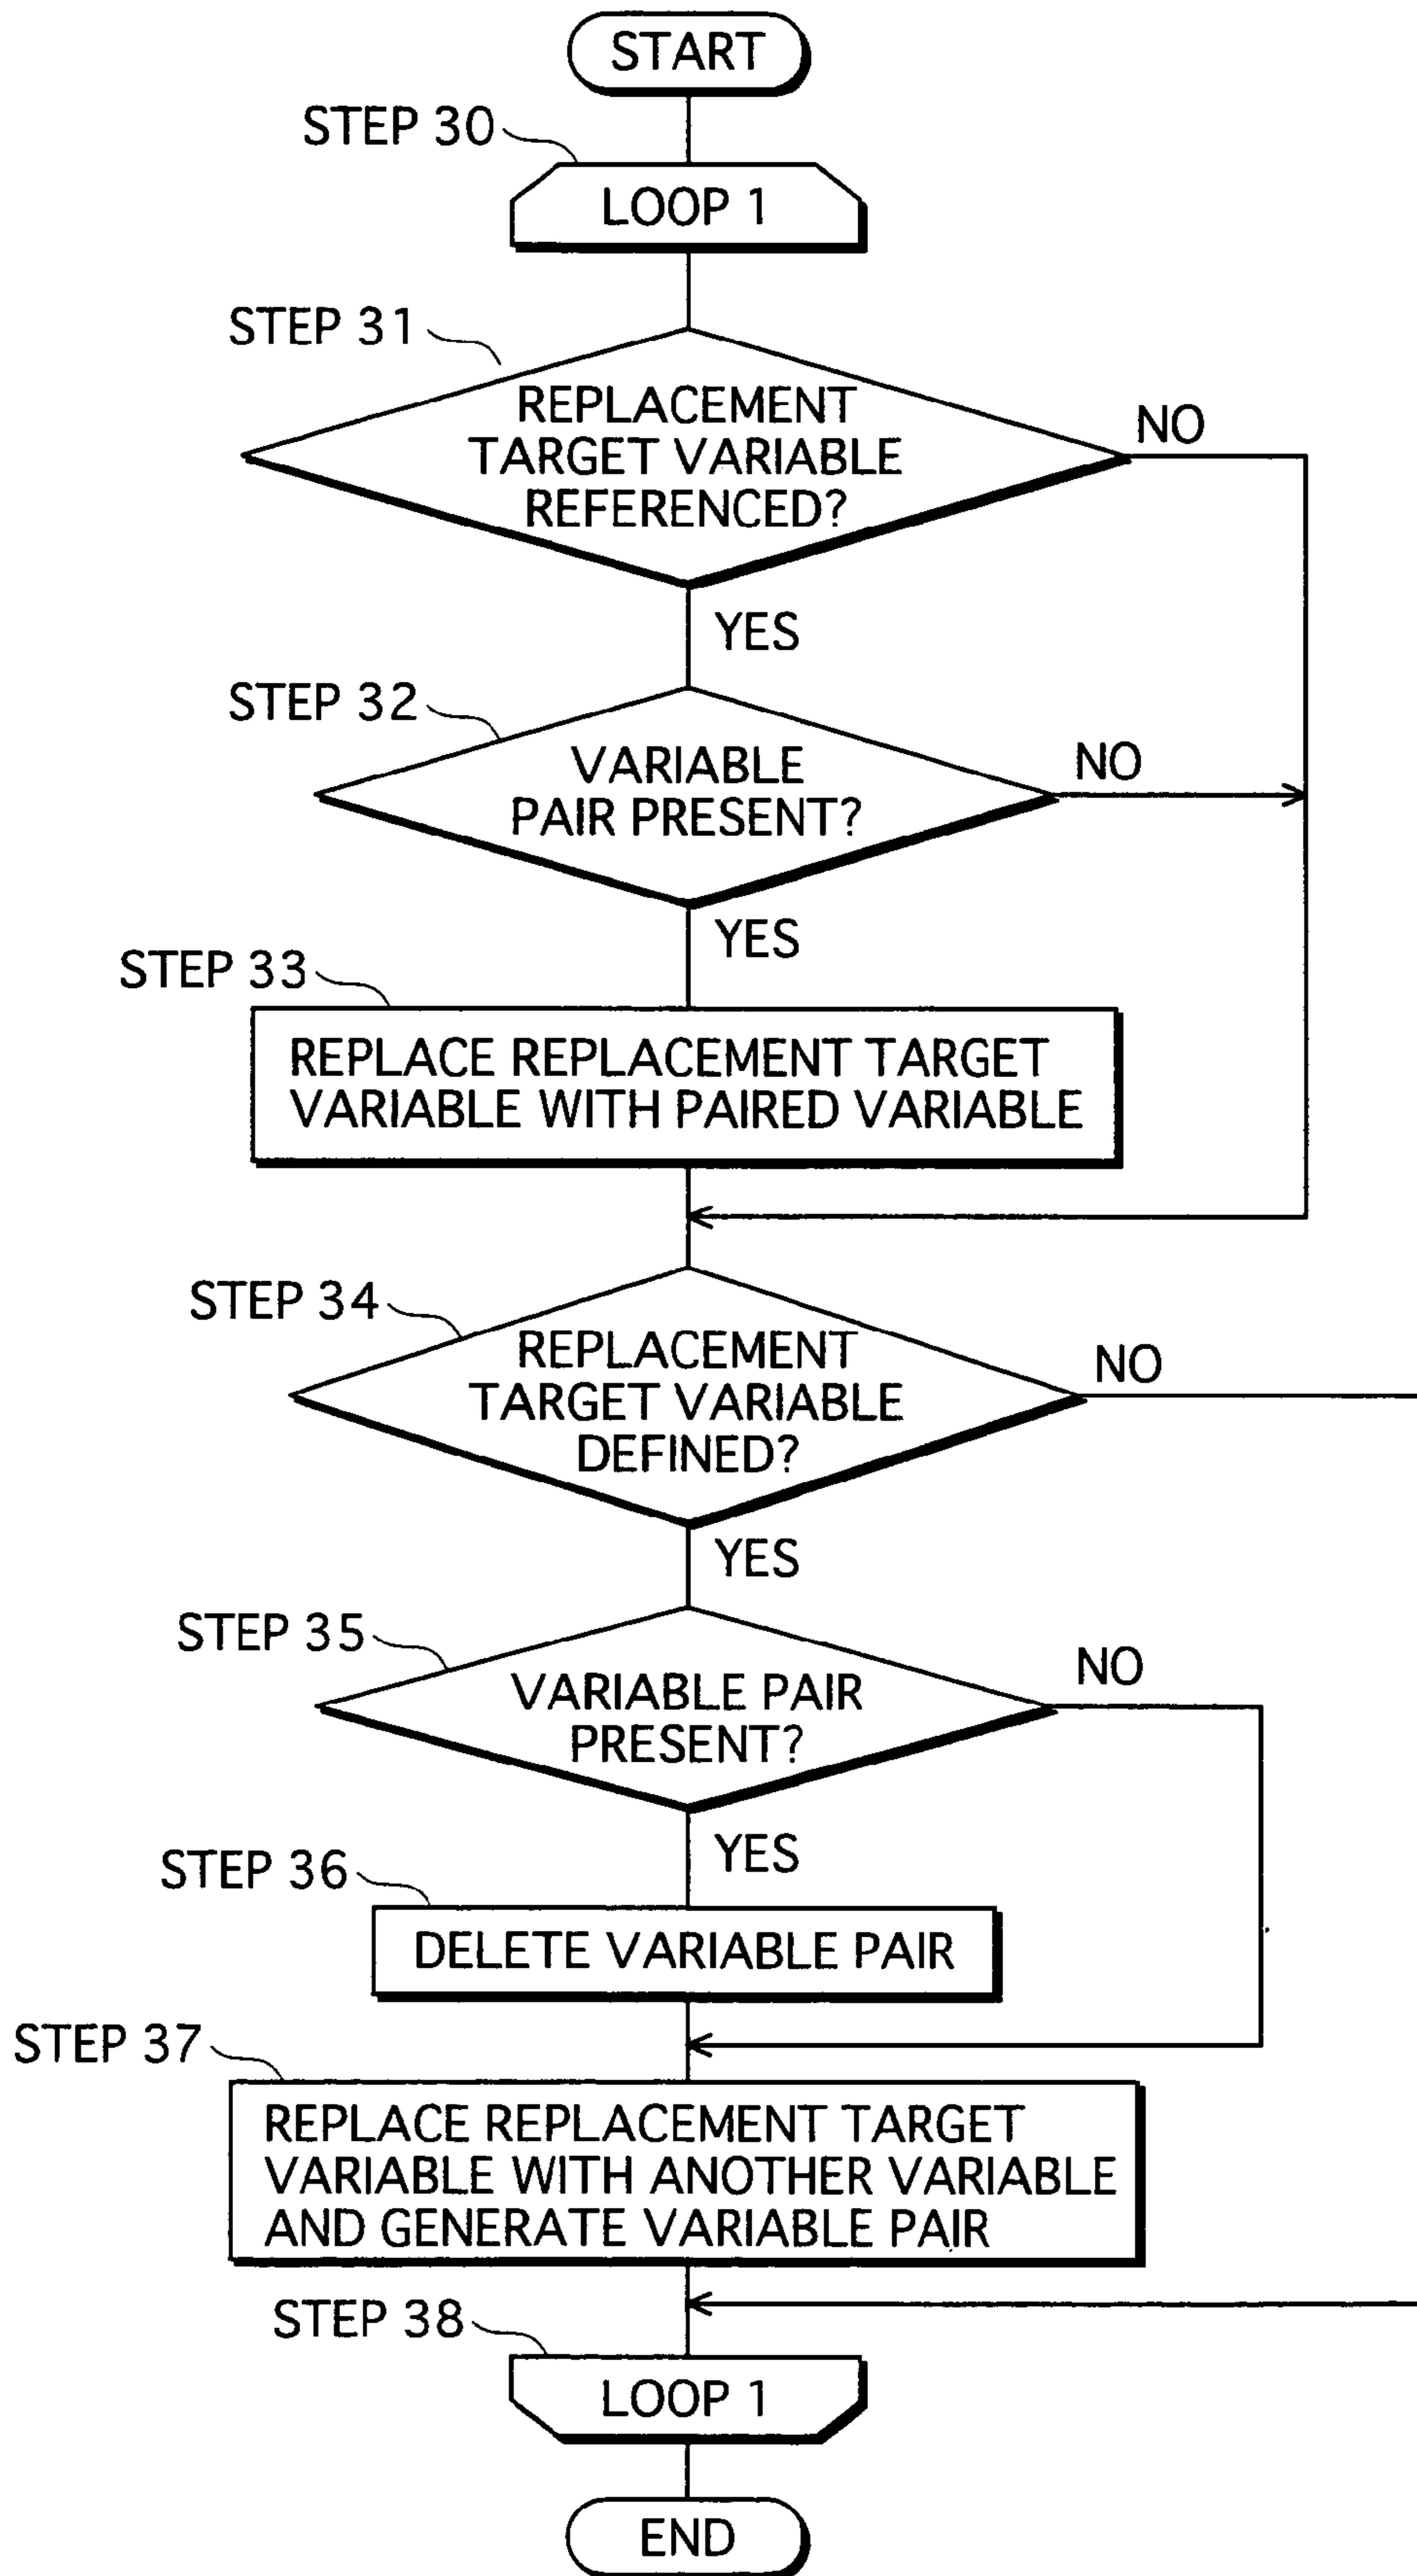 START
STEP 30
LOOP 1
STEP 31
REPLACEMENT
TARGET VARIABLE
REFERENCED?
NO
YES
STEP 32
VARIABLE
PAIR PRESENT?
NO
YES
STEP 33
REPLACE REPLACEMENT TARGET
VARIABLE WITH PAIRED VARIABLE
STEP 34
REPLACEMENT
TARGET VARIABLE
DEFINED?
NO
YES
STEP 35
VARIABLE PAIR
PRESENT?
NO
YES
STEP 36
DELETE VARIABLE PAIR
STEP 37
REPLACE REPLACEMENT TARGET
VARIABLE WITH ANOTHER VARIABLE
AND GENERATE VARIABLE PAIR
STEP 38
LOOP 1
END